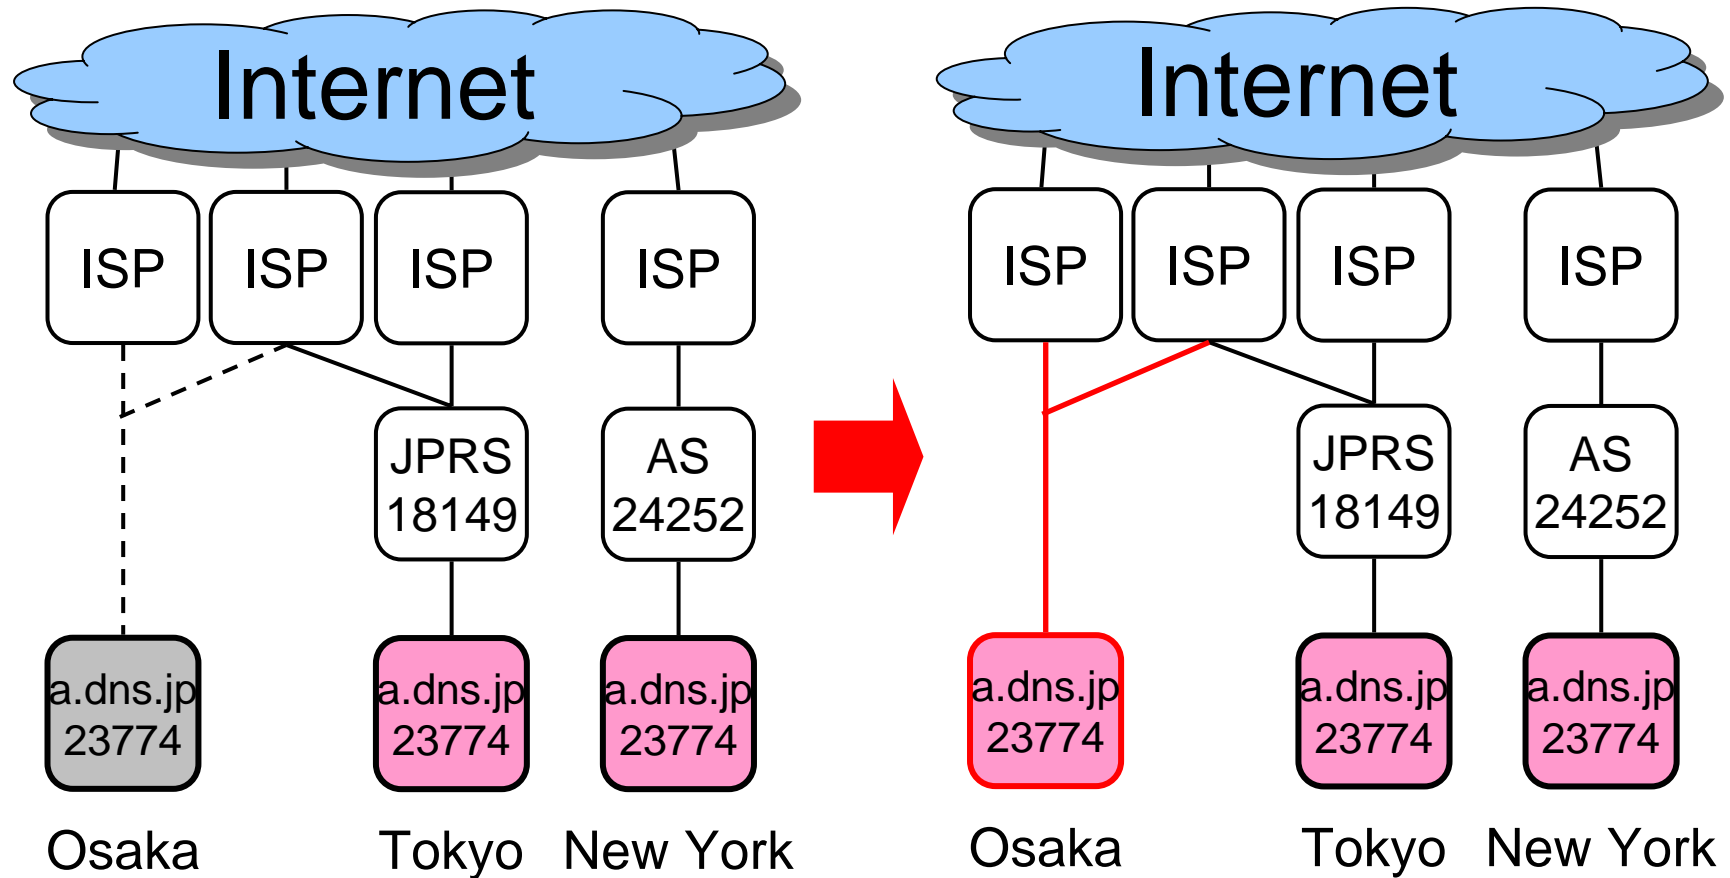 Internet
ISP
ISP
ISP
ISP
JPRS
18149
AS
24252
a.dns.jp
23774
a.dns.jp
23774
a.dns.jp
23774
Osaka
Tokyo
New York
Internet
ISP
ISP
ISP
ISP
JPRS
18149
AS
24252
a.dns.jp
23774
a.dns.jp
23774
a.dns.jp
23774
Osaka
Tokyo
New York